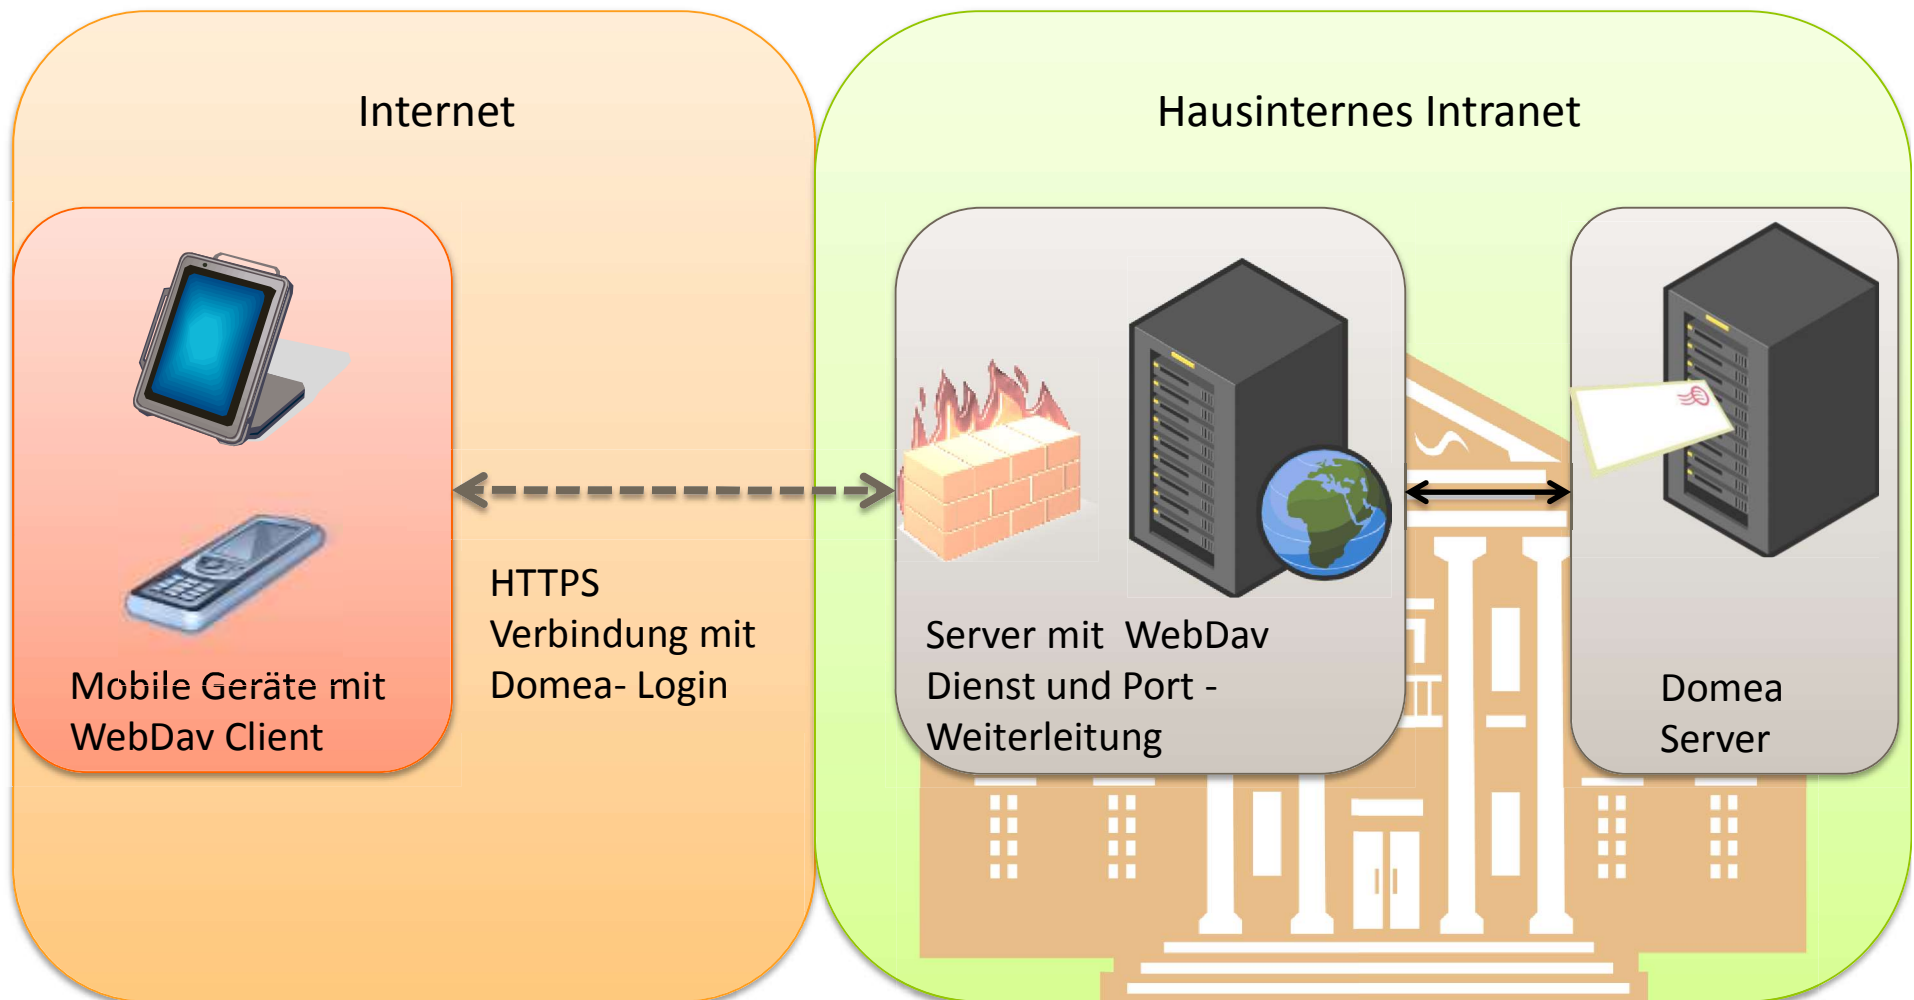 Internet
Hausinternes Intranet
Mobile Geräte mit
WebDav Client
HTTPS
Verbindung mit
Domea- Login
Server mit  WebDav
Dienst und Port -
Weiterleitung
Domea
Server